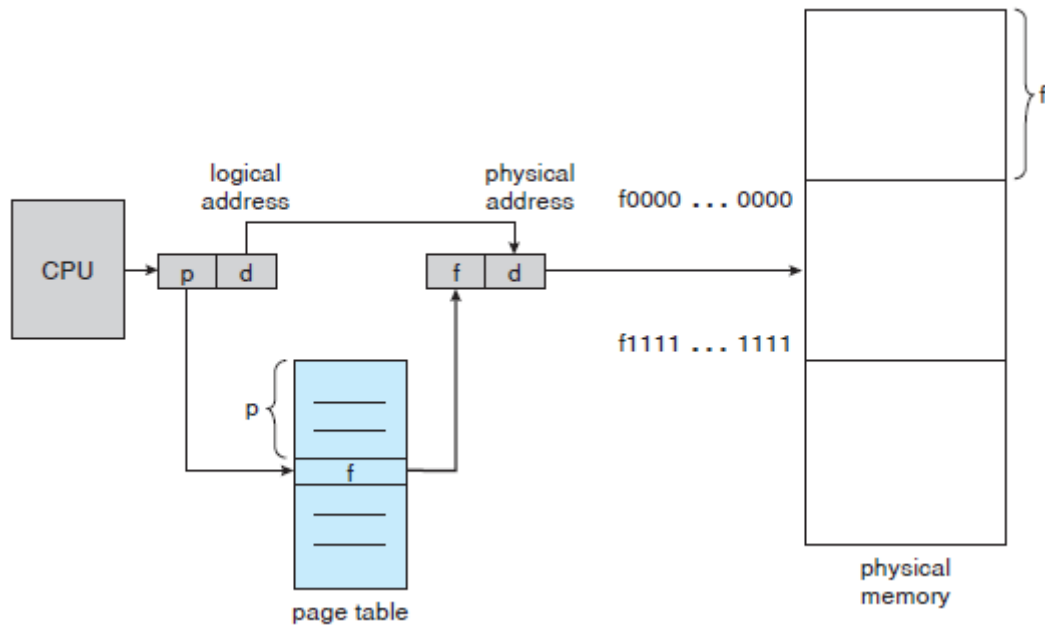 f
logical
address
physical
address
f0000 ... 0000
CPU
p
d
f
d
f1111 ... 1111
p
f
physical
memory
page table